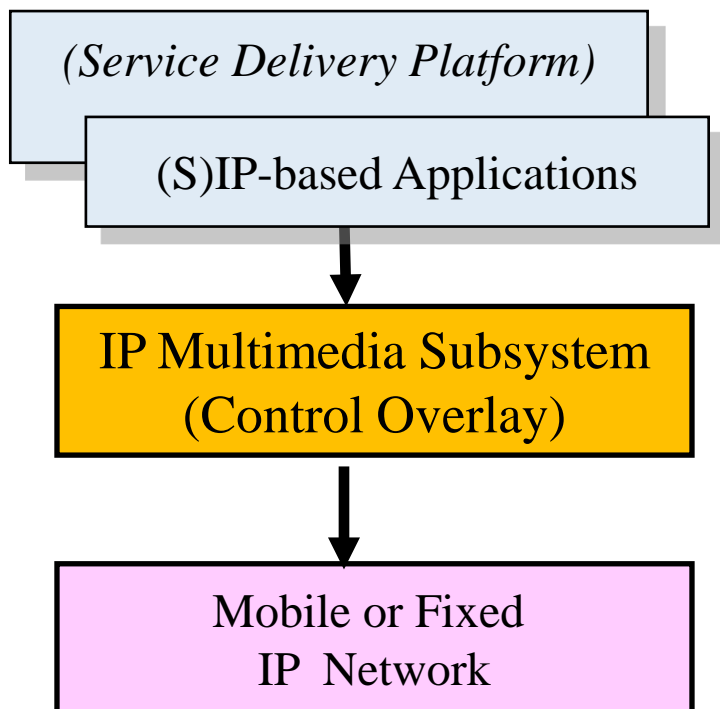 (Service Delivery Platform)
(S)IP-based Applications
IP Multimedia Subsystem
(Control Overlay)
Mobile or Fixed
IP Network